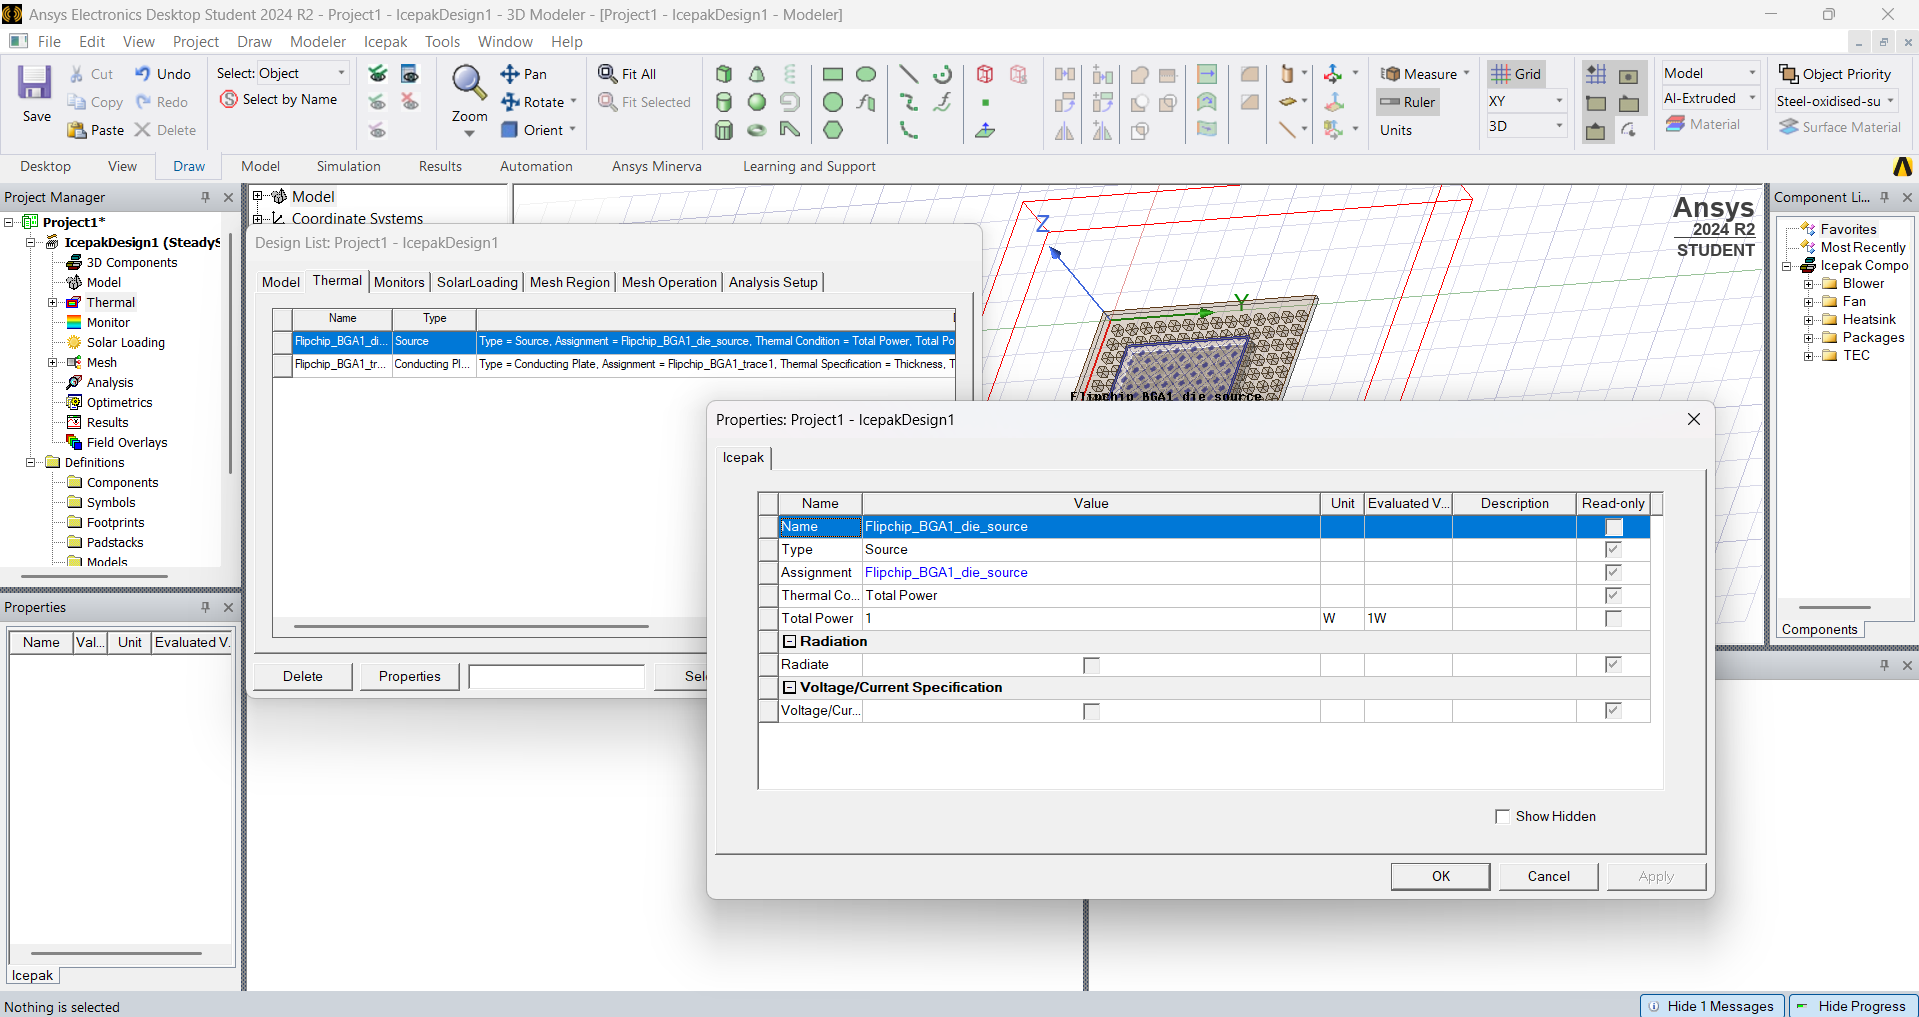 Ansys Electronics Desktop Student 2024 R2 - Project1 - IcepakDesign1 - 3D Modeler - [Project1 - IcepakDesign1 - Modeler]
File Edit View Project Draw Modeler Icepak Tools Window Help
Save
Cut
Copy
Paste
Undo
Redo
Delete
Select: Object
Select by Name
Zoom
Pan
Rotate
Orient
Fit All
Fit Selected
Measure
Ruler
Units
Grid
XY
3D
Model
Al-Extruded
Material
Object Priority
Steel-oxidised-su
Surface Material
Desktop View Draw Model Simulation Results Automation Ansys Minerva Learning and Support
Project Manager
Project1*
IcepakDesign1 (SteadyS
3D Components
Model
Thermal
Monitor
Solar Loading
Mesh
Analysis
Optimetrics
Results
Field Overlays
Definitions
Components
Symbols
Footprints
Padstacks
Models
Properties
Name Val... Unit Evaluated V.
Icepak
Model
Coordinate Systems
Design List: Project1 - IcepakDesign1
Model Thermal Monitors SolarLoading Mesh Region Mesh Operation Analysis Setup
Name Type
Flipchip_BGA1_di... Source Type = Source, Assignment = Flipchip_BGA1_die_source, Thermal Condition = Total Power, Total Po
Flipchip_BGA1_tr... Conducting Pl... Type = Conducting Plate, Assignment = Flipchip_BGA1_trace1, Thermal Specification = Thickness, T
Delete Properties Sele
Z
Y
Flipchip_BGA1_die_source
Ansys
2024 R2
STUDENT
Properties: Project1 - IcepakDesign1
Icepak
Name Value Unit Evaluated V... Description Read-only
Name Flipchip_BGA1_die_source
Type Source
Assignment Flipchip_BGA1_die_source
Thermal Co... Total Power
Total Power 1 W 1W
Radiation
Radiate
Voltage/Current Specification
Voltage/Cur...
Show Hidden
OK Cancel Apply
Component Li...
Favorites
Most Recently
Icepak Compo
Blower
Fan
Heatsink
Packages
TEC
Components
Nothing is selected
Hide 1 Messages
Hide Progress